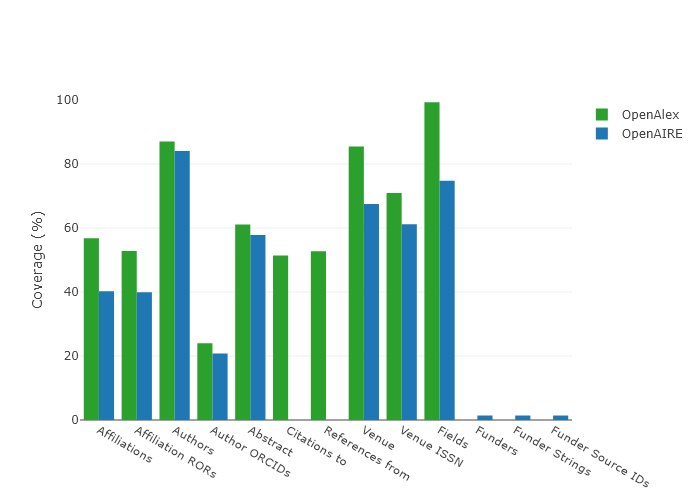 100
80
60
40
20
0
Coverage (%)
Affiliations
Affiliation RORs
Authors
Author ORCIDs
Abstract
Citations to
References from
Venue
Venue ISSN
Fields
Funders
Funder Strings
Funder Source IDs
OpenAlex
OpenAIRE